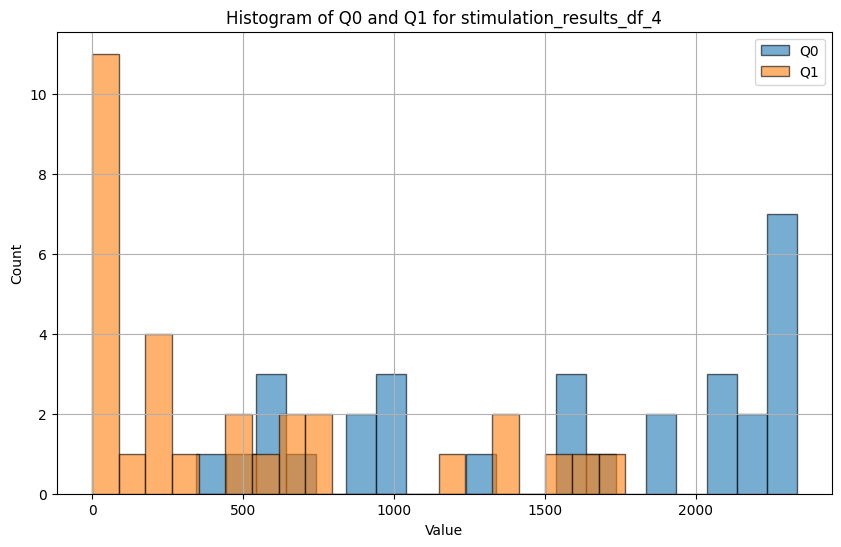 Histogram of Q0 and Q1 for stimulation_results_df_4
Q0
Q1
10
8
6
4
2
0
Count
0
500
1000
1500
2000
Value